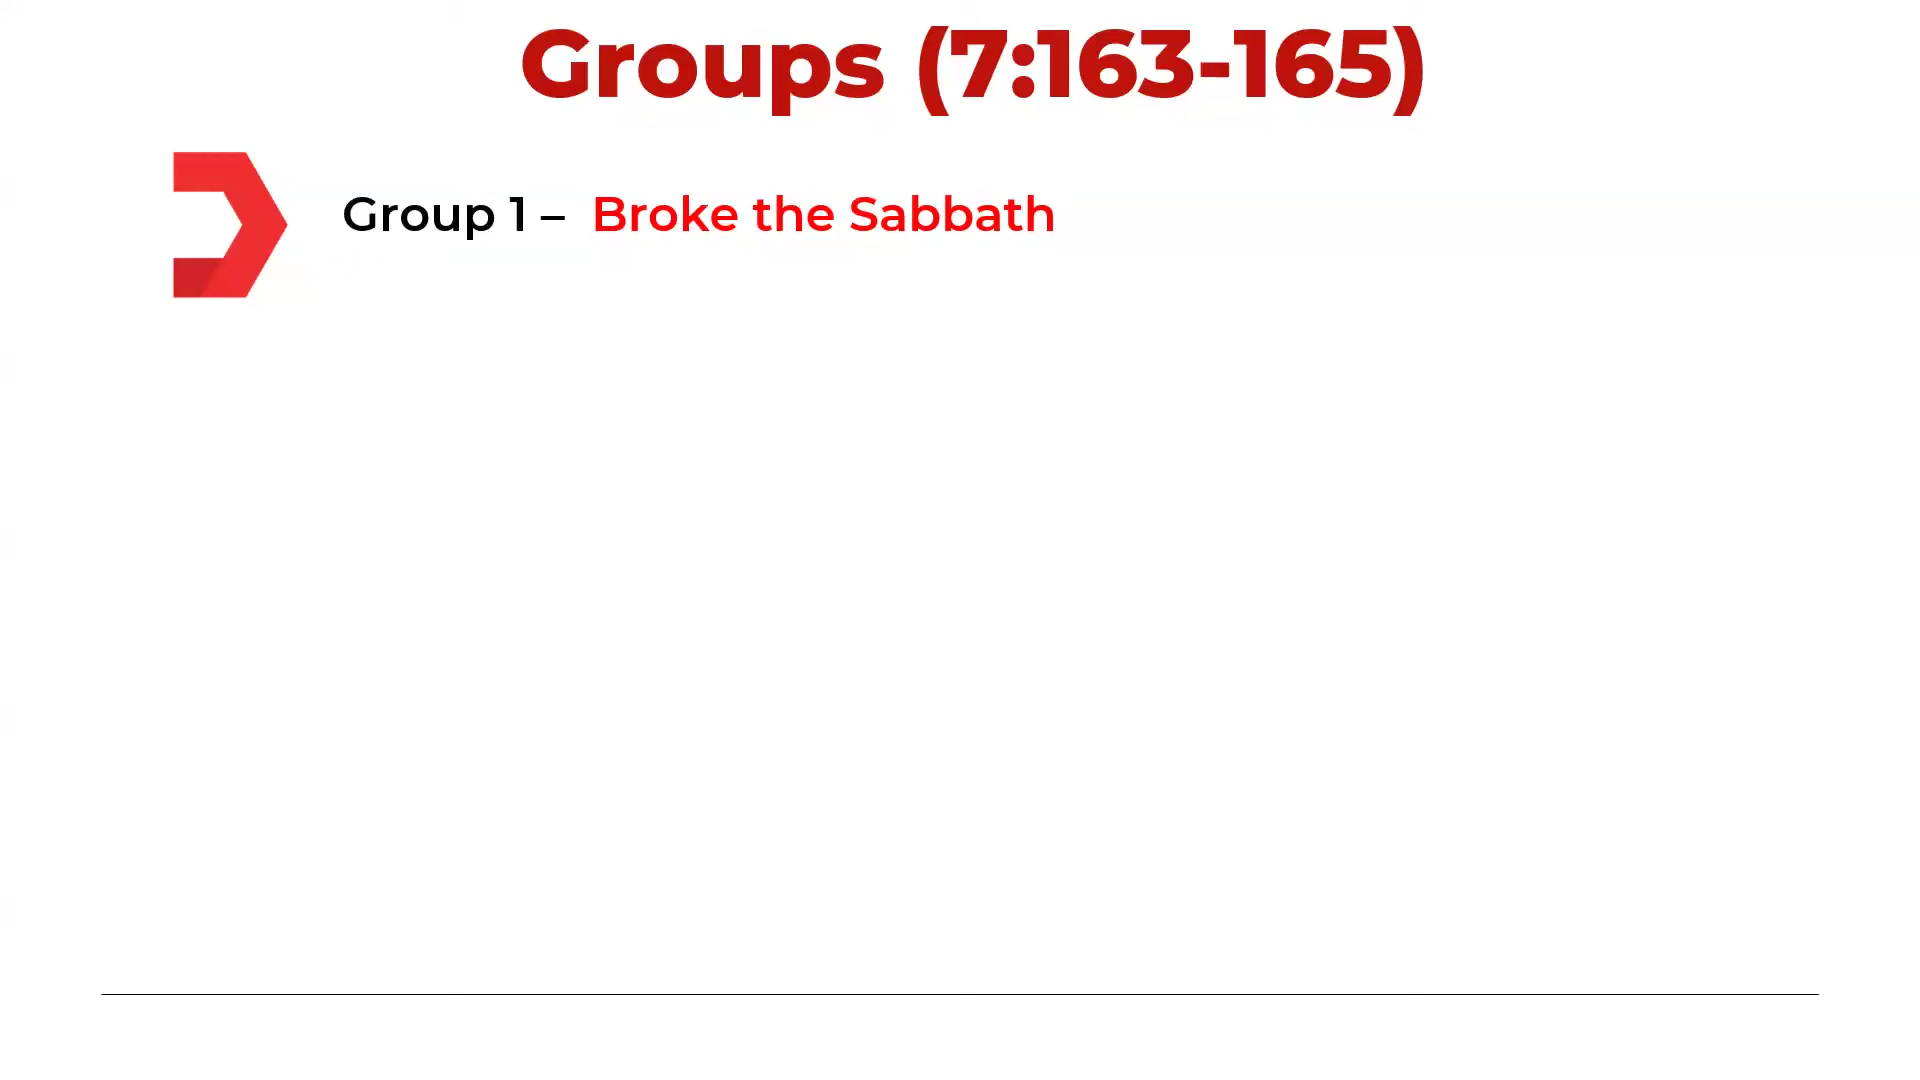 Groups (7:163-165)
Group 1 – Broke the Sabbath